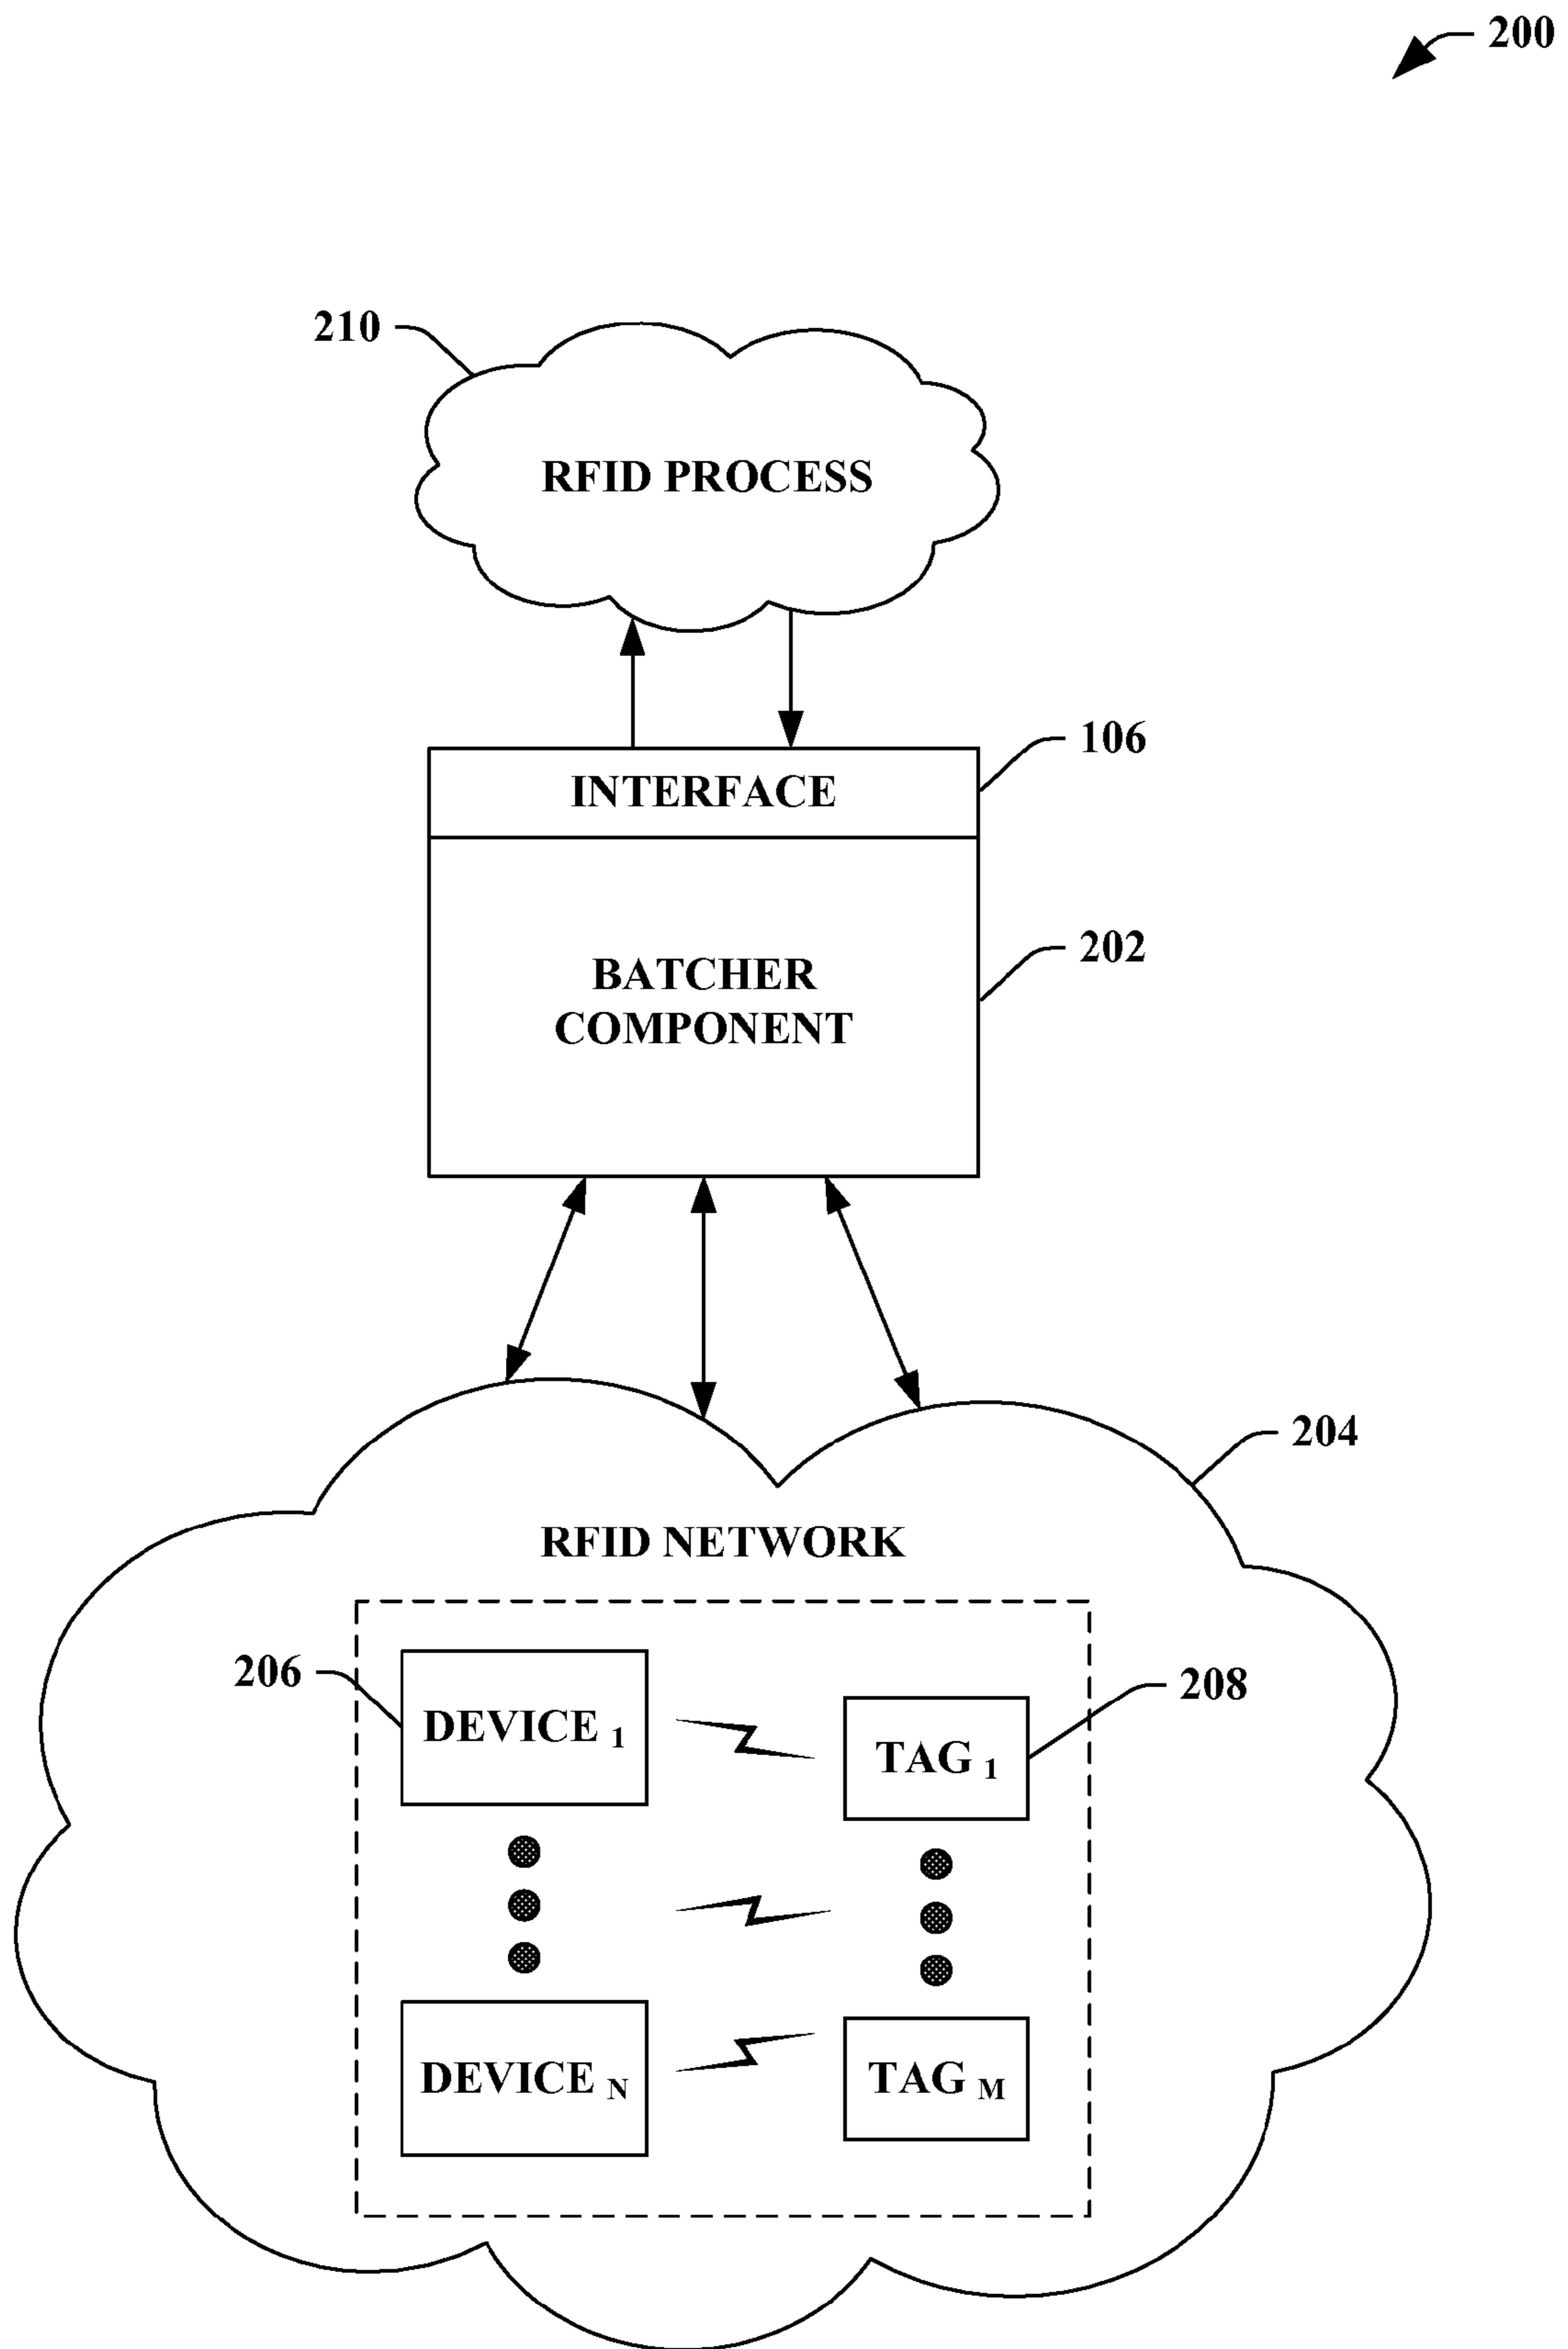 200
210
RFID PROCESS
106
INTERFACE
202
BATCHER
COMPONENT
204
RFID NETWORK
206
DEVICE 1
208
TAG 1
DEVICE N
TAG M